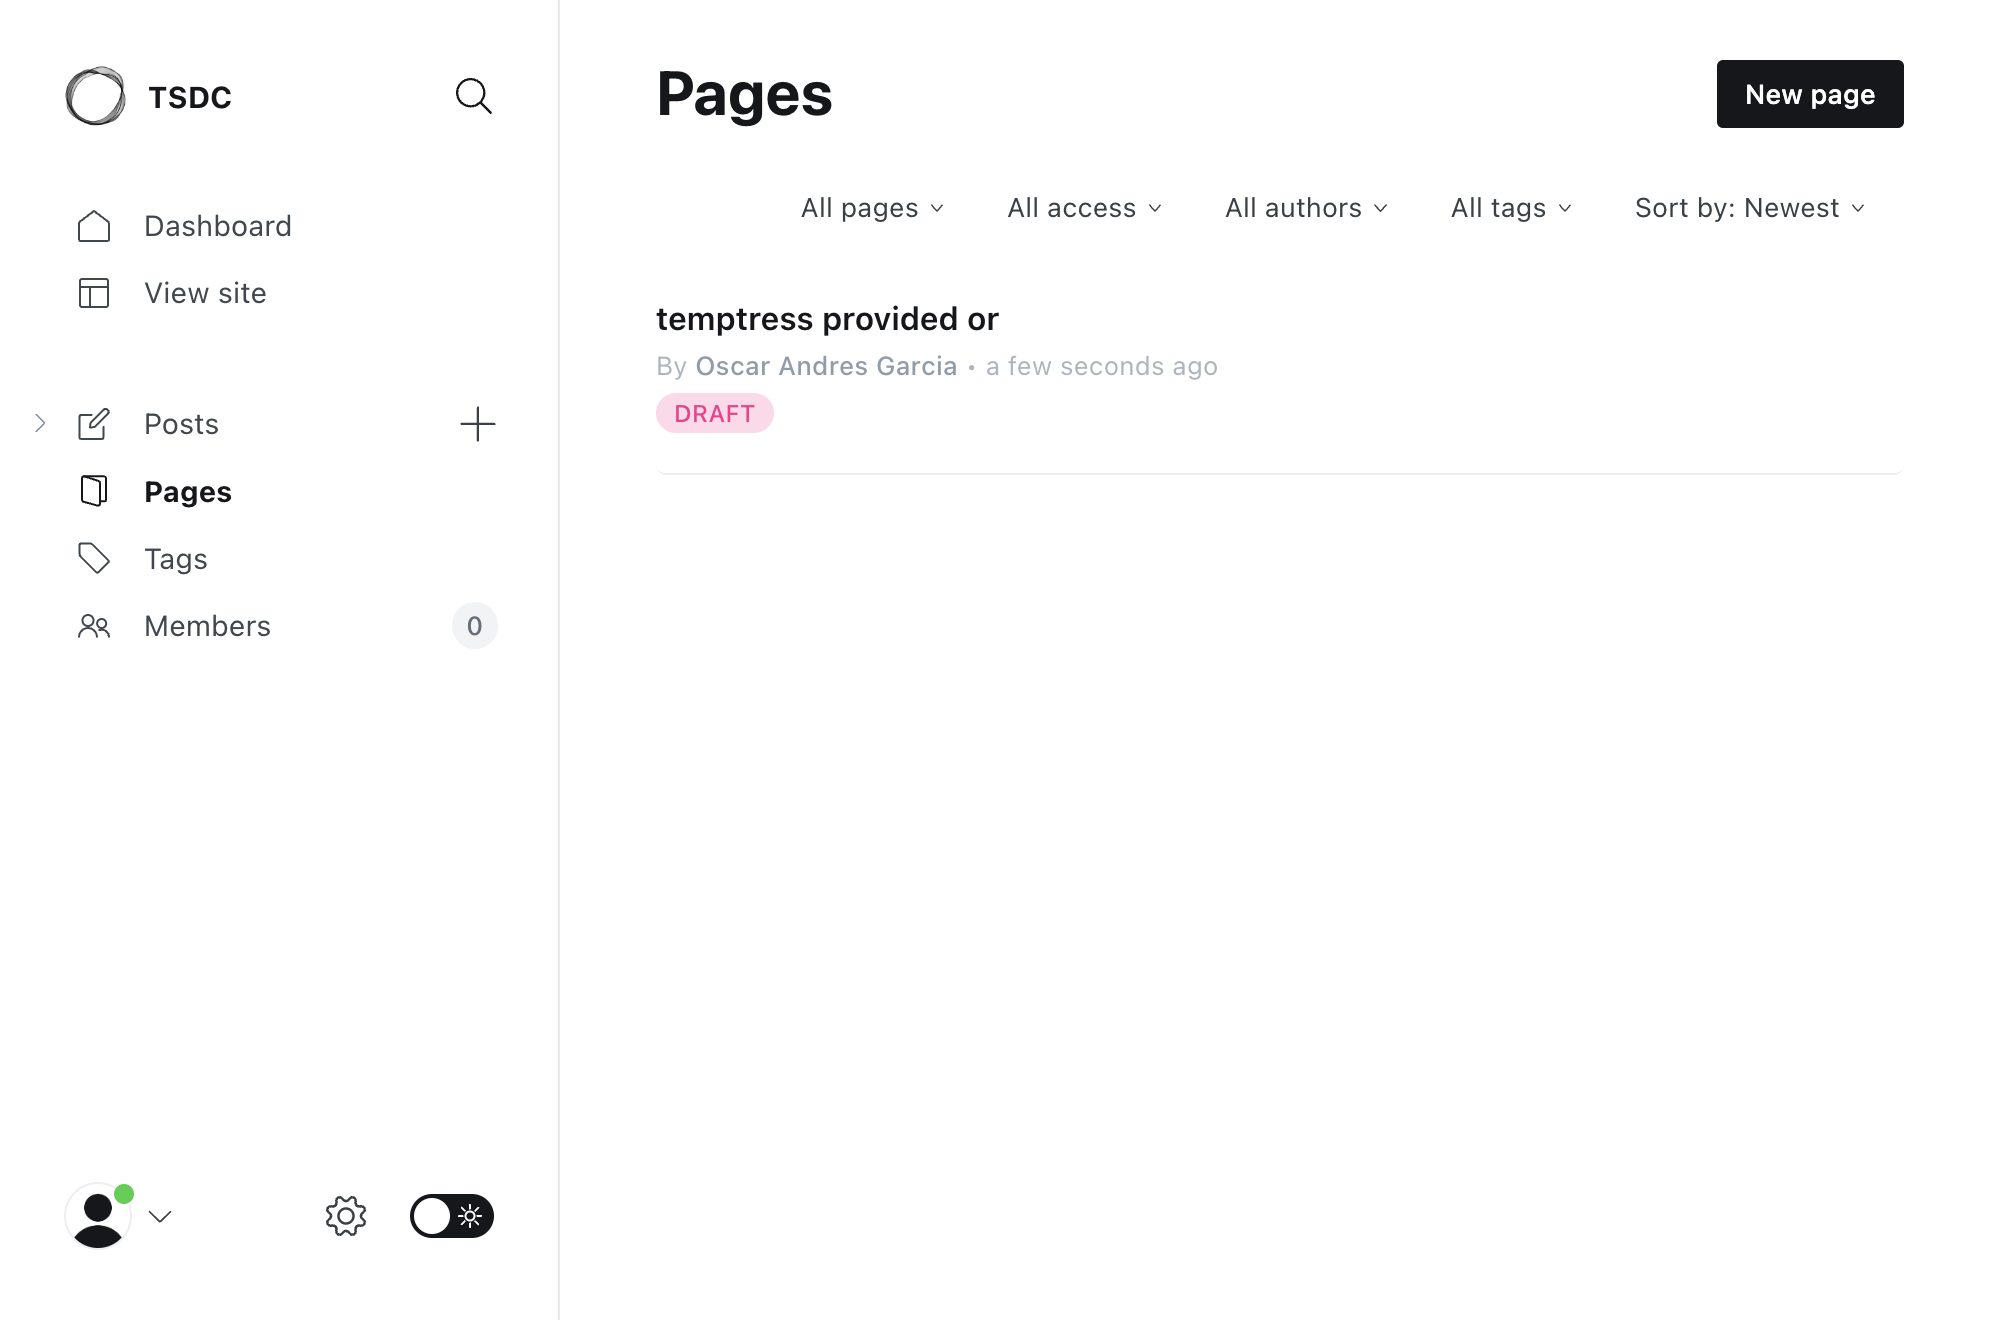 TSDC
Dashboard
View site
Posts
Pages
Tags
Members 0
Pages
New page
All pages All access All authors All tags Sort by: Newest
temptress provided or
By Oscar Andres Garcia • a few seconds ago
DRAFT